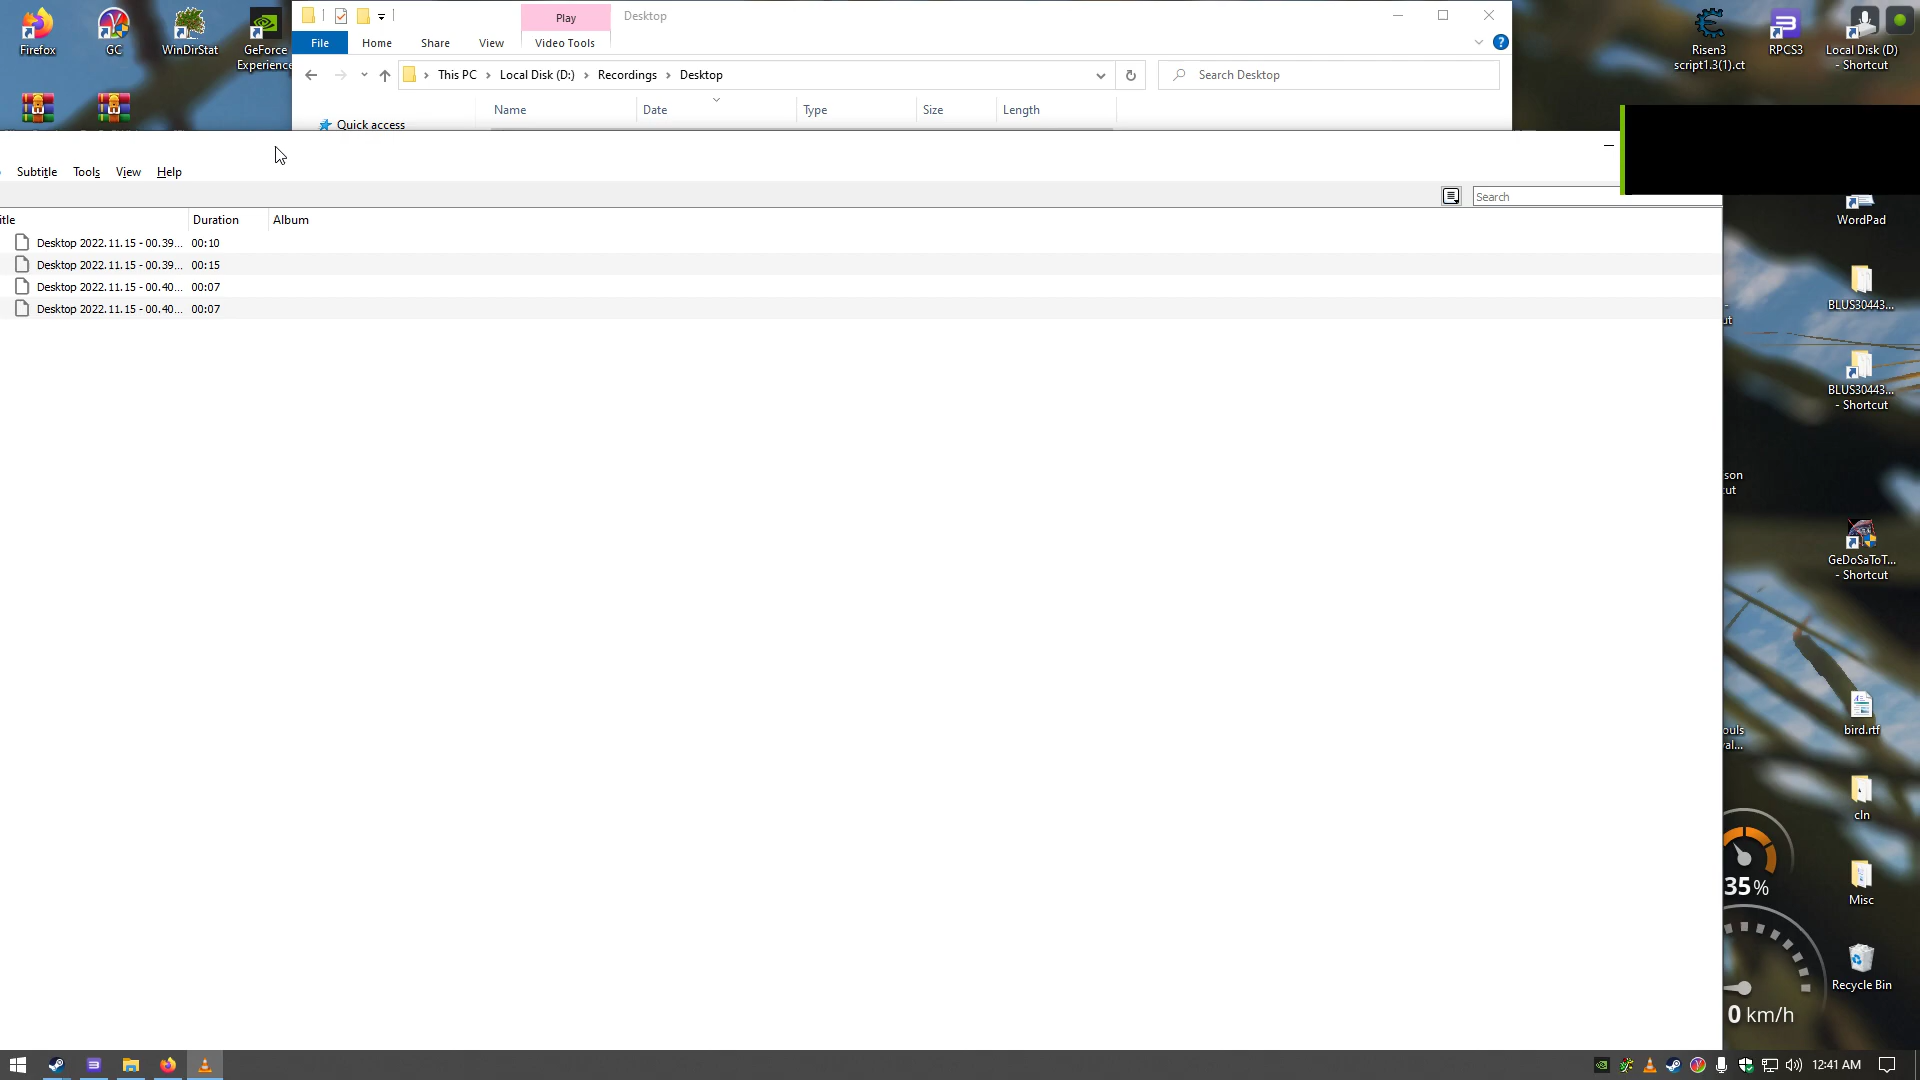 Play
Desktop
File
Home
Share
View
Video Tools
This PC
Local Disk (D:)
Recordings
Desktop
Search Desktop
Name
Date
Type
Size
Length
Quick access
Firefox
GC
WinDirStat
GeForce
Experience
Risen3
script1.3(1).ct
RPCS3
Local Disk (D)
- Shortcut
Subtitle
Tools
View
Help
Search
itle
Duration
Album
Desktop 2022.11.15 - 00.39...
00:10
Desktop 2022.11.15 - 00.39...
00:15
Desktop 2022.11.15 - 00.40...
00:07
Desktop 2022.11.15 - 00.40...
00:07
WordPad
BLUS30443...
BLUS30443...
- Shortcut
son
GeDoSaToT...
- Shortcut
bird.rtf
ouls
cln
35%
Misc
Recycle Bin
0 km/h
12:41 AM